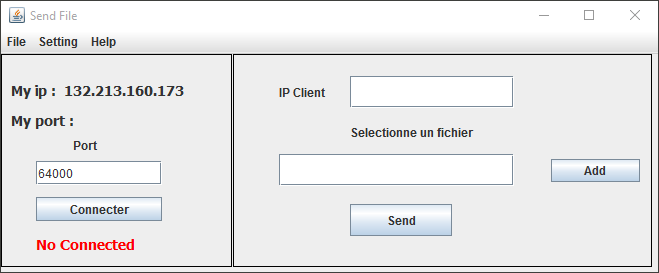 Send File
File Setting Help
My ip : 132.213.160.173
My port :
Port
64000
Connecter
No Connected
IP Client
Selectionne un fichier
Add
Send